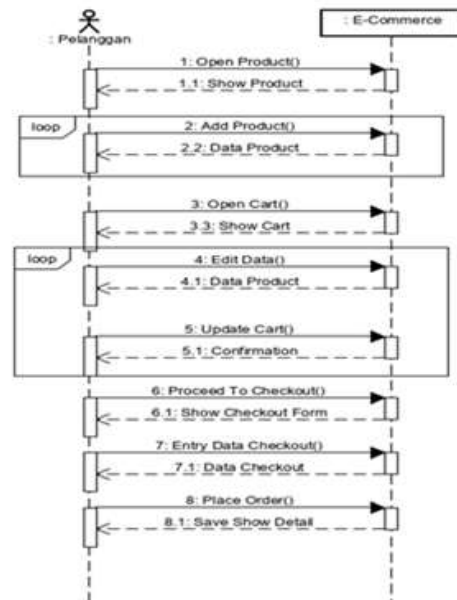 : Pelanggan
: E-Commerce
1: Open Product()
1.1: Show Product
loop
2: Add Product()
2.2: Data Product
3: Open Cart()
3.3: Show Cart
loop
4: Edit Data()
4.1: Data Product
5: Update Cart()
5.1: Confirmation
6: Proceed To Checkout()
6.1: Show Checkout Form
7: Entry Data Checkout()
7.1: Data Checkout
8: Place Order()
8.1: Save Show Detail